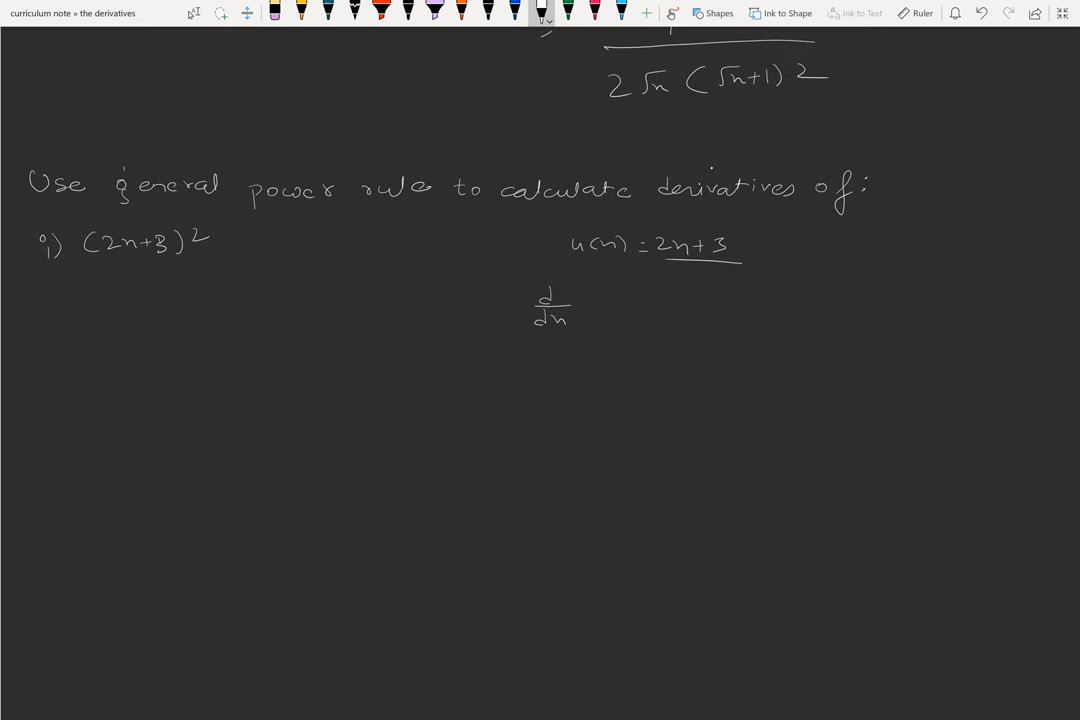 curriculum note » the derivatives
Shapes
Ink to Shape
Ink to Text
Ruler
2 √x (√x+1) 2
Use general power rule to calculate derivatives of :
i) (2x+3)2
u(x) = 2x+3
d
dx